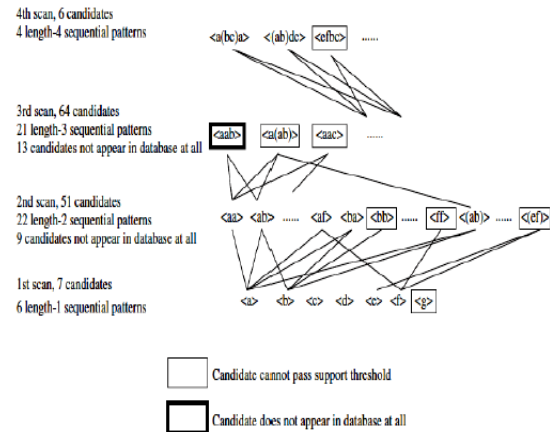 4th scan, 6 candidates
4 length-4 sequential patterns
<a(bc)a> <(ab)dc> <efbc> ......
3rd scan, 64 candidates
21 length-3 sequential patterns
13 candidates not appear in database at all
<aab> <a(ab)> <aac> ......
2nd scan, 51 candidates
22 length-2 sequential patterns
9 candidates not appear in database at all
<aa> <ab> ...... <af> <ba> <bb> ...... <ff> <(ab)> ...... <(ef)>
1st scan, 7 candidates
6 length-1 sequential patterns
<a> <b> <c> <d> <e> <f> <g>
Candidate cannot pass support threshold
Candidate does not appear in database at all